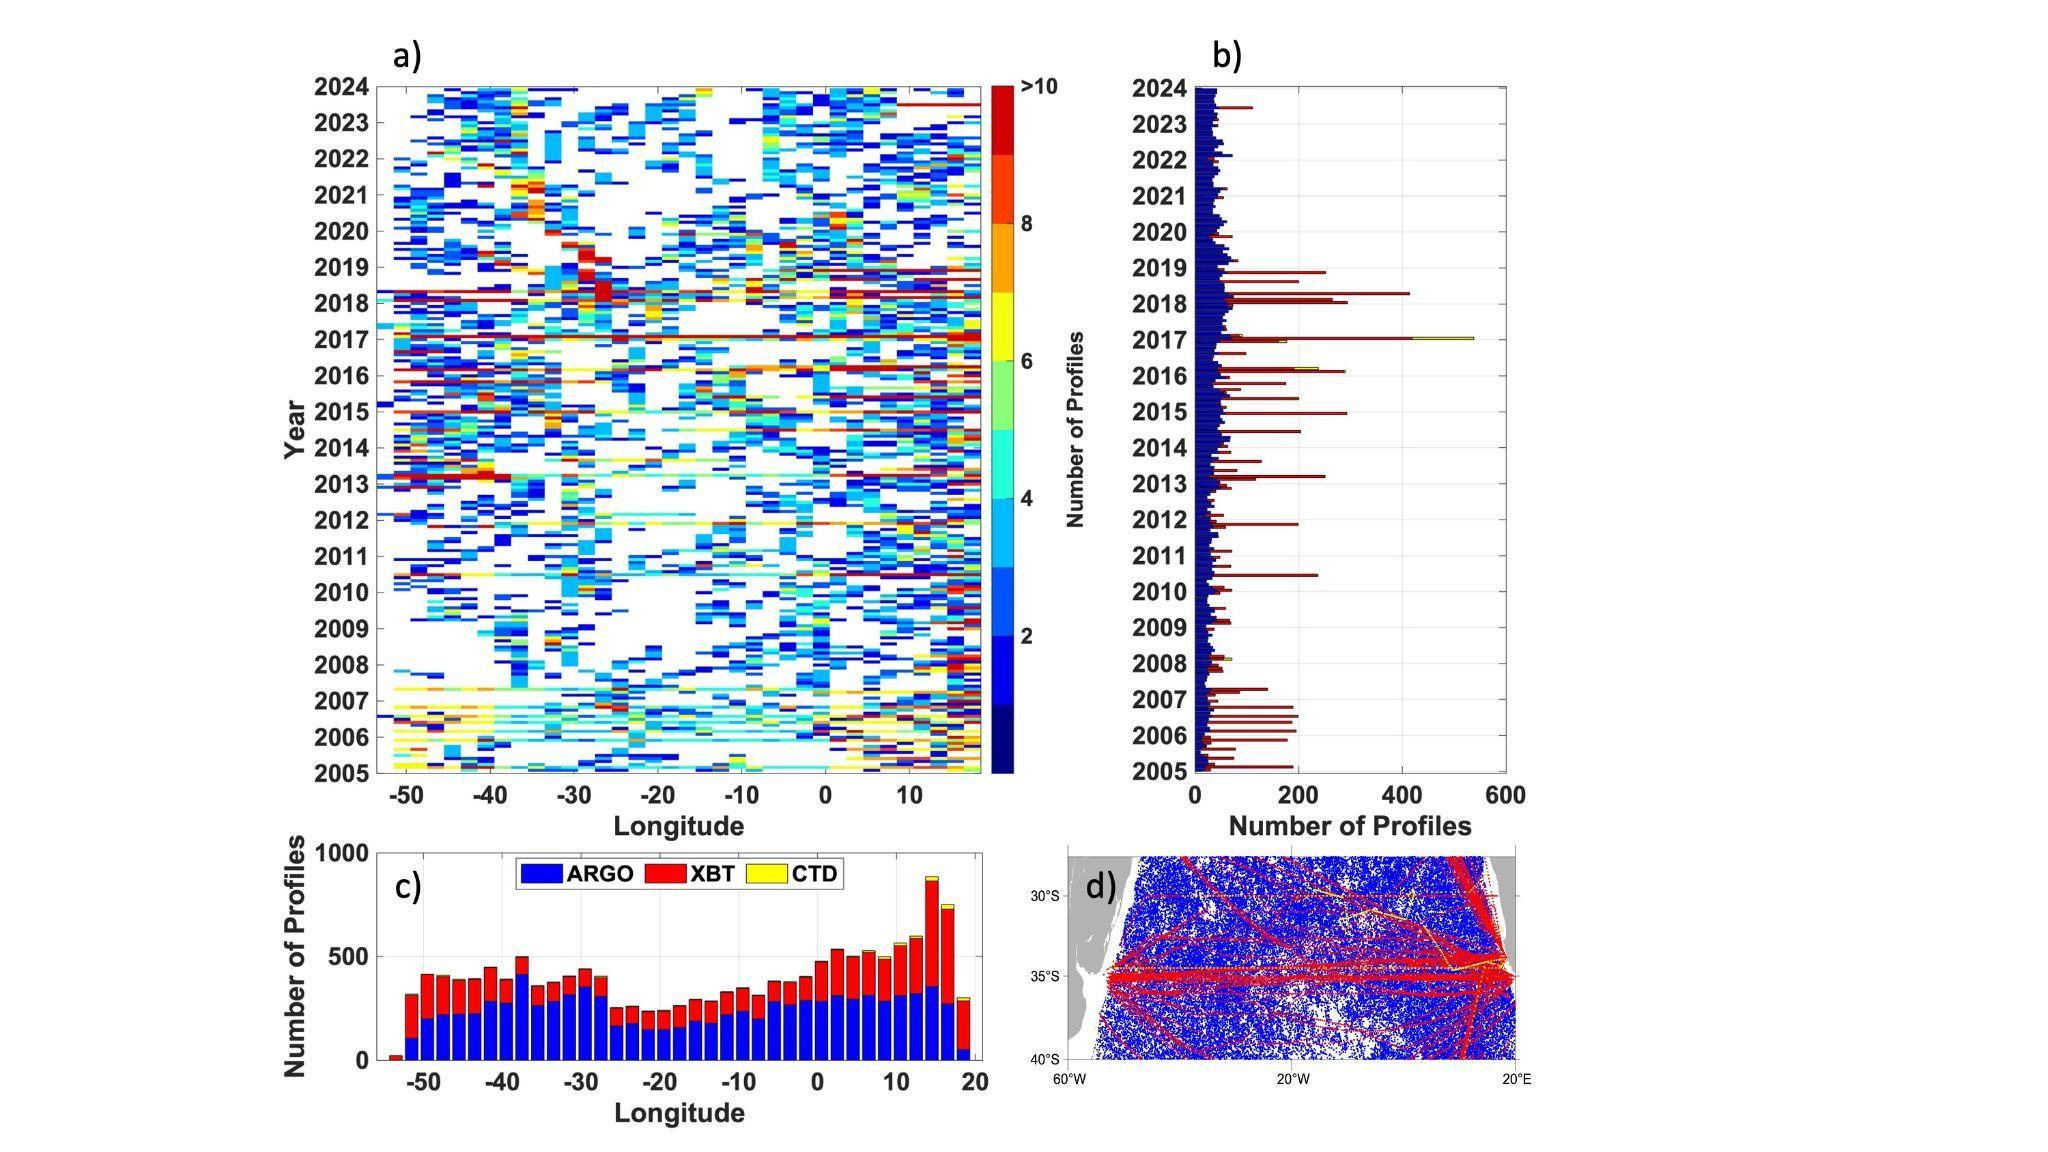 a)
2024
2023
2022
2021
2020
2019
2018
2017
2016
2015
2014
2013
2012
2011
2010
2009
2008
2007
2006
2005
Year
-50 -40 -30 -20 -10 0 10
Longitude
>10
8
6
4
2
Number of Profiles
b)
2024
2023
2022
2021
2020
2019
2018
2017
2016
2015
2014
2013
2012
2011
2010
2009
2008
2007
2006
2005
0 200 400 600
Number of Profiles
c)
1000
500
0
Number of Profiles
ARGO XBT CTD
-50 -40 -30 -20 -10 0 10 20
Longitude
d)
30°S
35°S
40°S
60°W 20°W 20°E